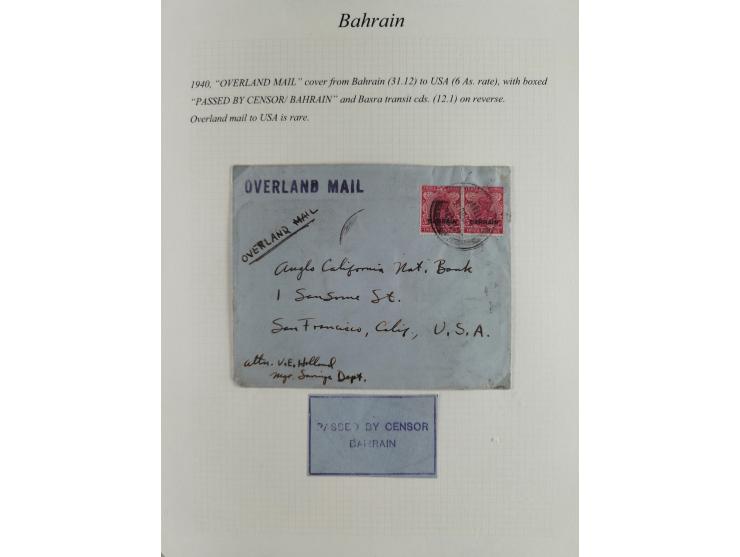 Bahrain
1940, "OVERLAND MAIL" cover from Bahrain (31.12) to USA (6 As. rate), with boxed
"PASSED BY CENSOR/ BAHRAIN" and Basra transit cds. (12.1) on reverse.
Overland mail to USA is rare.
OVERLAND MAIL
OVERLAND MAIL
BAHRAIN BAHRAIN
Anglo California Nat. Bank
1 Sansome St.
San Francisco, Calif., U.S.A.
attn. V.E. Holland
mgr. Savings Dept.
PASSED BY CENSOR
BAHRAIN